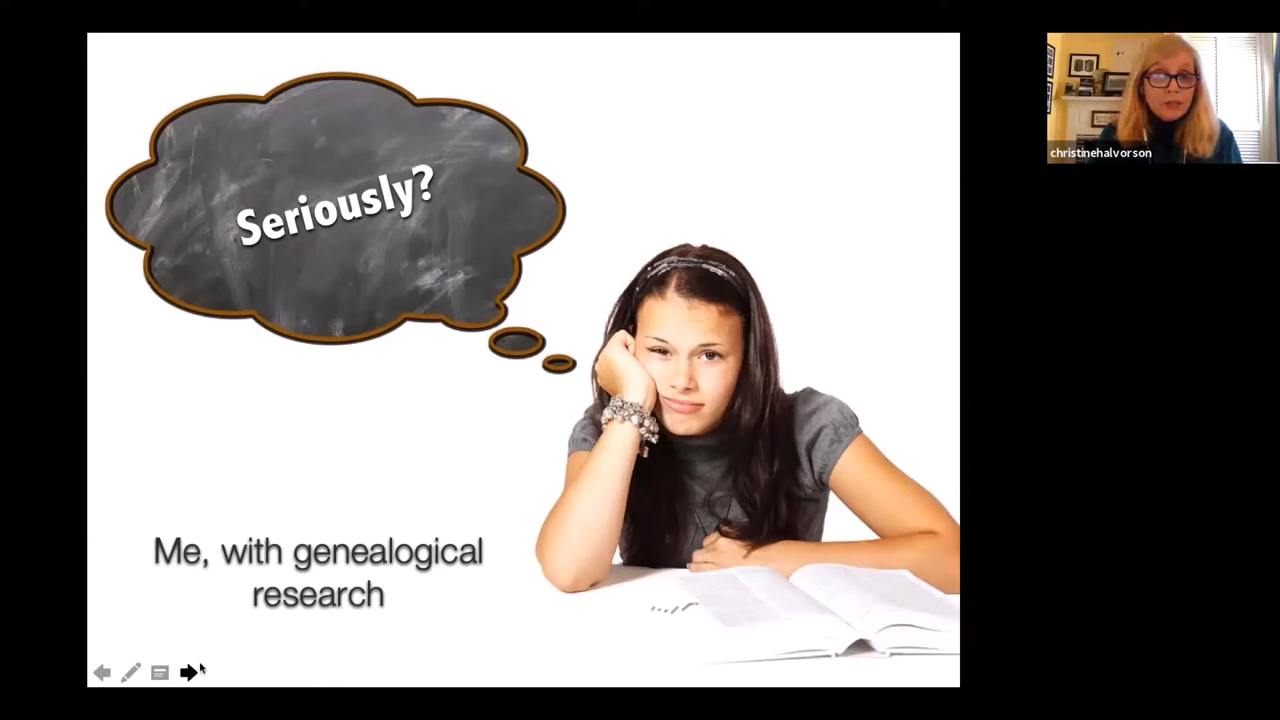 Seriously?
christinehalvorson
Me, with genealogical
research